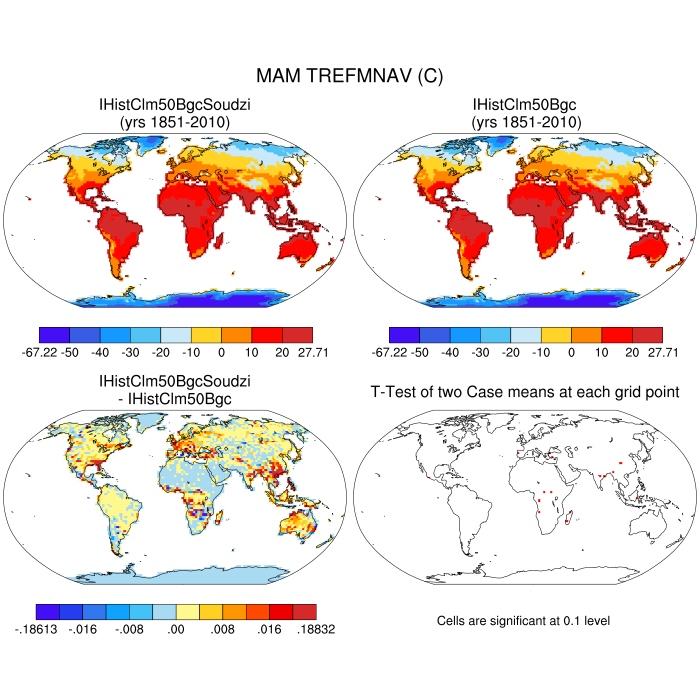 MAM TREFMNAV (C)
IHistClm50BgcSoudzi
(yrs 1851-2010)
IHistClm50Bgc
(yrs 1851-2010)
-67.22 -50 -40 -30 -20 -10 0 10 20 27.71
-67.22 -50 -40 -30 -20 -10 0 10 20 27.71
IHistClm50BgcSoudzi
- IHistClm50Bgc
T-Test of two Case means at each grid point
-.18613 -.016 -.008 .00 .008 .016 .18832
Cells are significant at 0.1 level